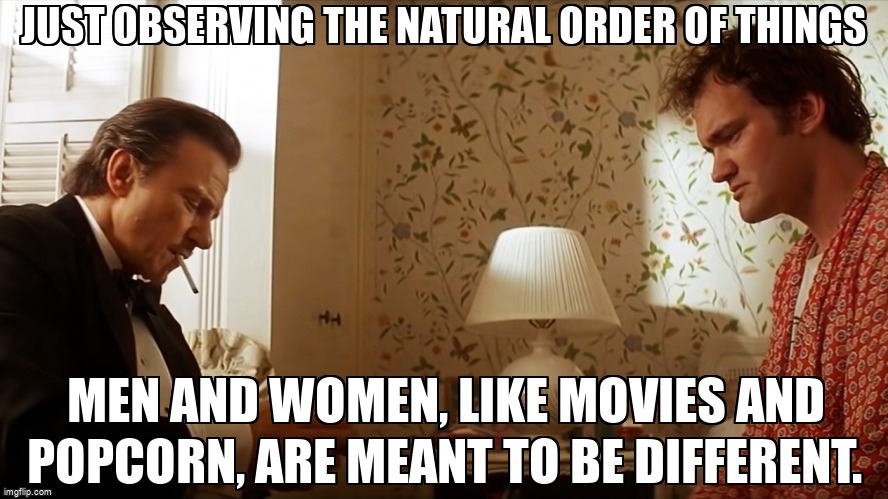 JUST OBSERVING THE NATURAL ORDER OF THINGS
MEN AND WOMEN, LIKE MOVIES AND
POPCORN, ARE MEANT TO BE DIFFERENT.
imgflip.com